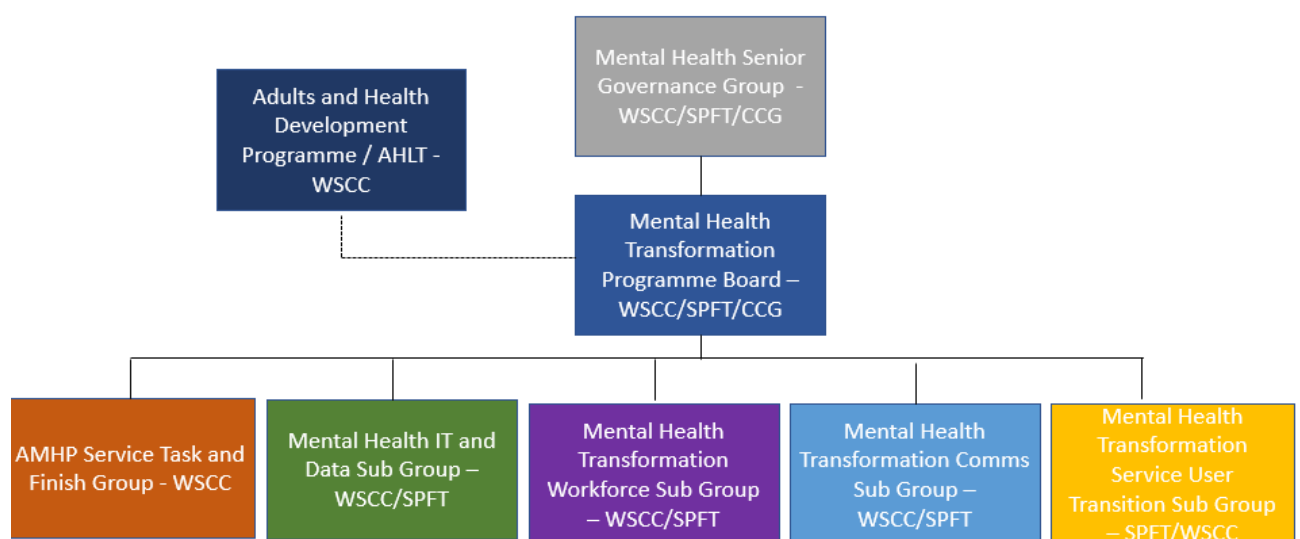 Mental Health Senior
Governance Group -
WSCC/SPFT/CCG
Adults and Health
Development
Programme / AHLT -
WSCC
Mental Health
Transformation
Programme Board –
WSCC/SPFT/CCG
AMHP Service Task and
Finish Group - WSCC
Mental Health IT and
Data Sub Group –
WSCC/SPFT
Mental Health
Transformation
Workforce Sub Group
– WSCC/SPFT
Mental Health
Transformation Comms
Sub Group –
WSCC/SPFT
Mental Health
Transformation
Service User
Transition Sub Group
– SPFT/WSCC